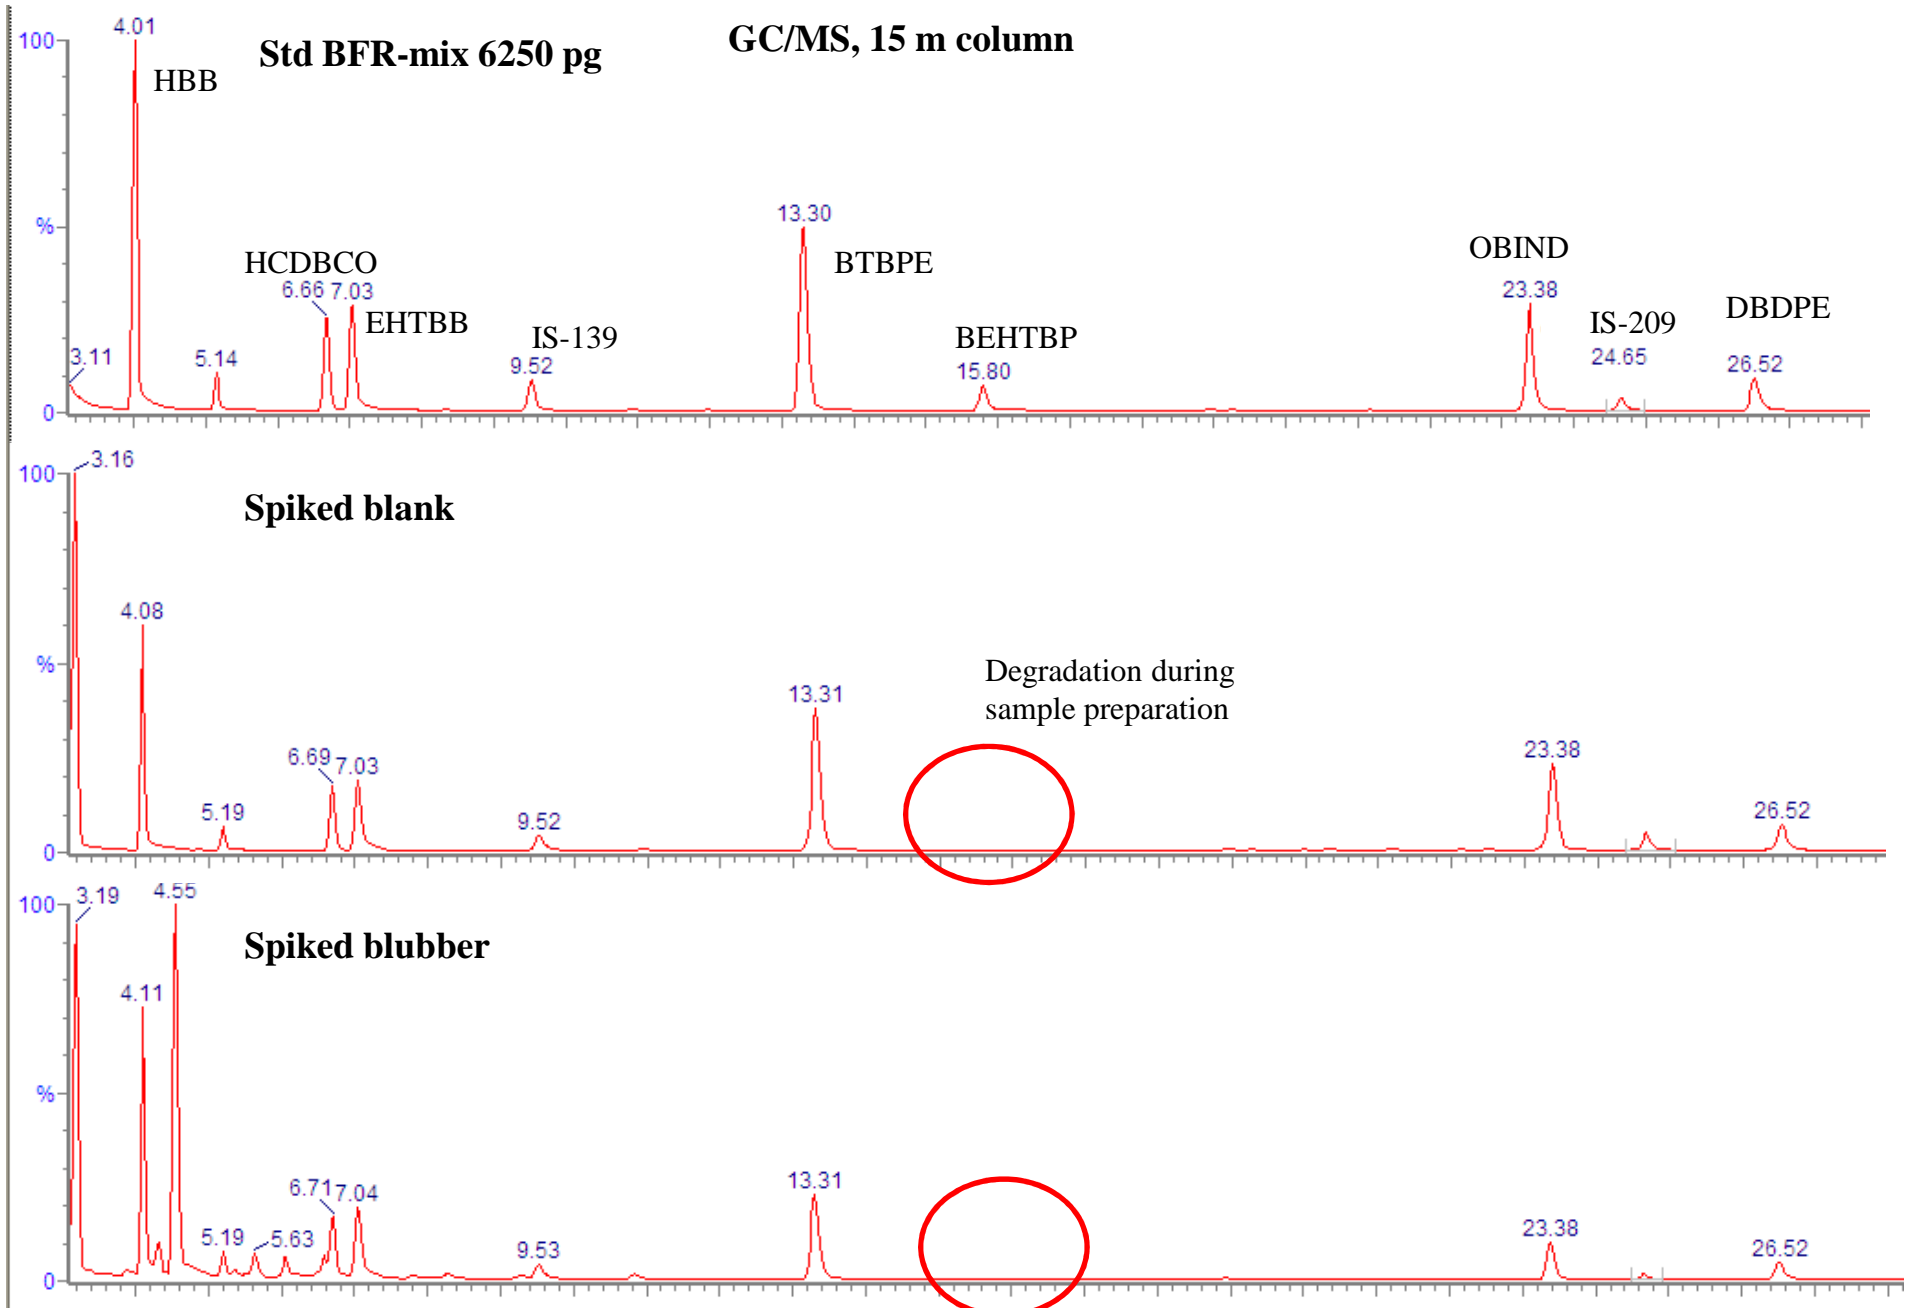 4.01
100
Std BFR-mix 6250 pg
GC/MS, 15 m column
HBB
13.30
%
HCDBCO
BTBPE
OBIND
6.66 7.03
23.38
EHTBB
IS-139
BEHTBP
IS-209
DBDPE
3.11
5.14
9.52
15.80
24.65
26.52
0
100
3.16
Spiked blank
4.08
%
Degradation during
sample preparation
13.31
23.38
6.69 7.03
5.19
9.52
26.52
0
100
3.19
4.55
Spiked blubber
4.11
%
6.71 7.04
13.31
5.19
5.63
9.53
23.38
26.52
0